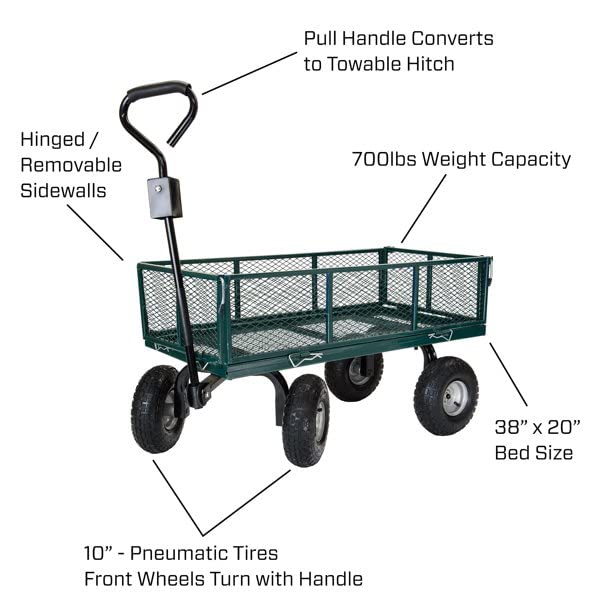 Pull Handle Converts
to Towable Hitch
Hinged /
Removable
Sidewalls
700lbs Weight Capacity
38” x 20”
Bed Size
10” - Pneumatic Tires
Front Wheels Turn with Handle